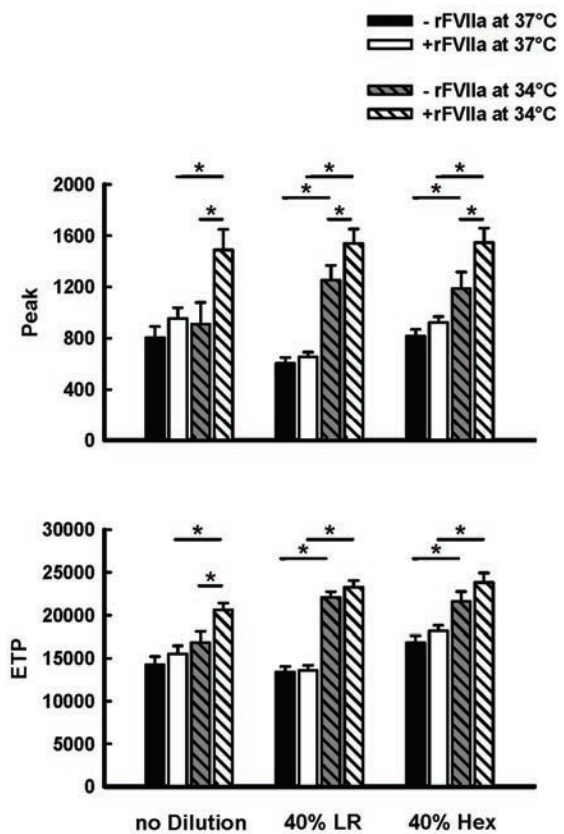 - rFVIIa at 37°C
+rFVIIa at 37°C
- rFVIIa at 34°C
+rFVIIa at 34°C
* * *
* *
* * *
2000
1600
1200
800
400
0
Peak
* * *
* *
*
30000
25000
20000
15000
10000
5000
0
ETP
no Dilution 40% LR 40% Hex